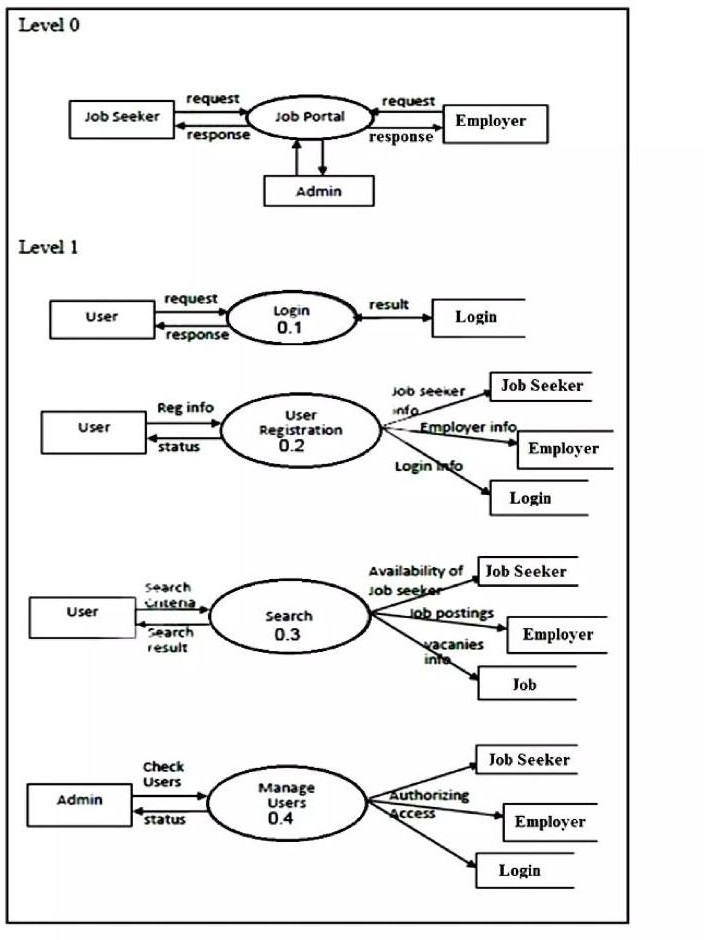 Level 0
request
request
Job Seeker
Job Portal
Employer
response
response
Admin
Level 1
request
result
User
Login
0.1
Login
response
Job seeker
info
Job Seeker
Reg info
User
User
Registration
0.2
Employer info
status
Employer
Login info
Login
Search
Criteria
Availability of
Job seeker
Job Seeker
User
Search
0.3
Job postings
Employer
Search
result
vacanies
info
Job
Check
Users
Job Seeker
Admin
Manage
Users
0.4
Authorizing
Access
Employer
status
Login